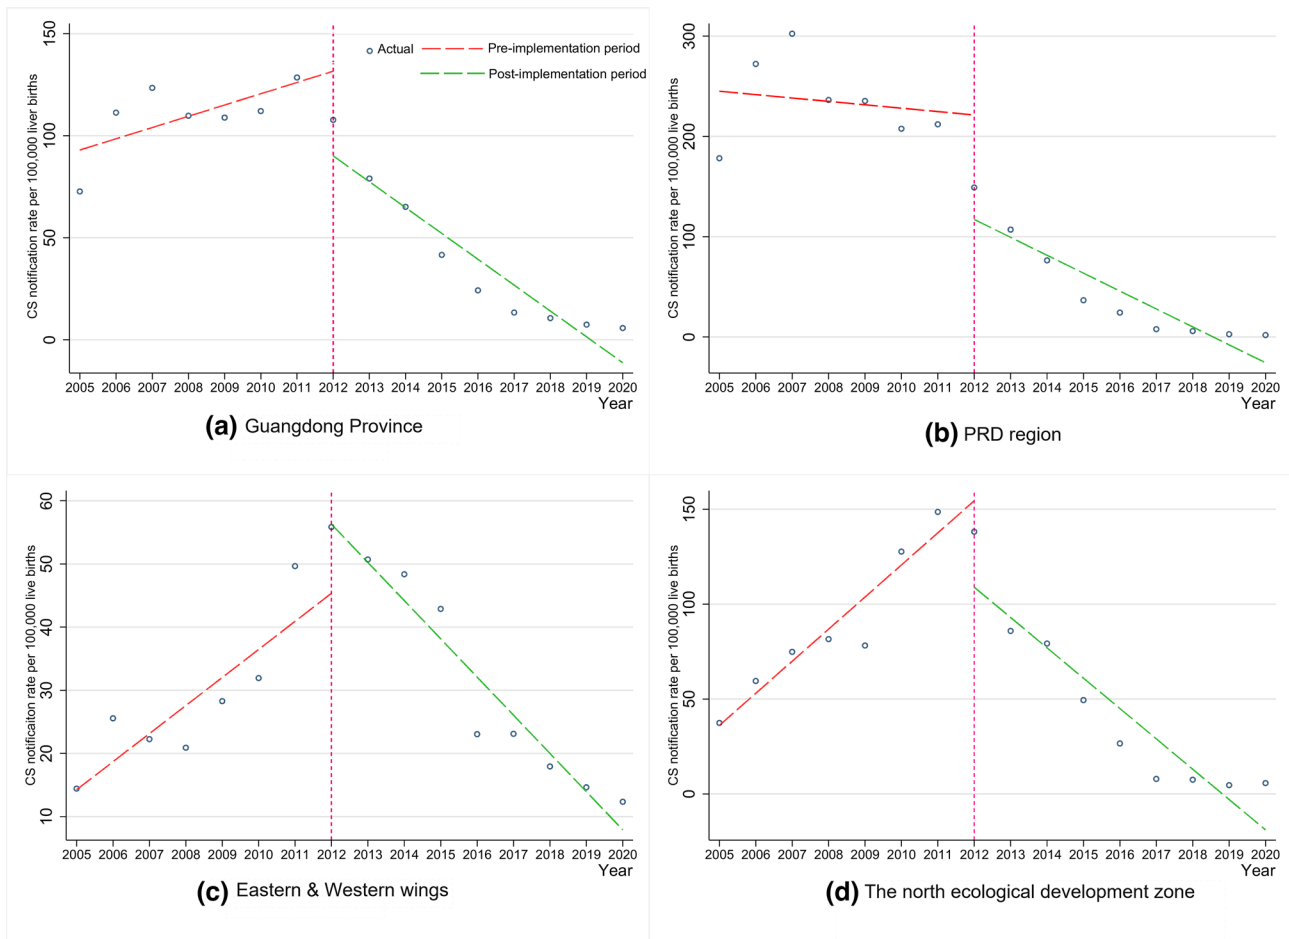 CS notification rate per 100,000 liver births
150
100
50
0
Actual
Pre-implementation period
Post-implementation period
2005 2006 2007 2008 2009 2010 2011 2012 2013 2014 2015 2016 2017 2018 2019 2020
Year
(a) Guangdong Province
CS notification rate per 100,000 live births
300
200
100
0
2005 2006 2007 2008 2009 2010 2011 2012 2013 2014 2015 2016 2017 2018 2019 2020
Year
(b) PRD region
CS notificaiton rate per 100,000 live births
60
50
40
30
20
10
2005 2006 2007 2008 2009 2010 2011 2012 2013 2014 2015 2016 2017 2018 2019 2020
Year
(c) Eastern & Western wings
CS notification rate per 100,000 live births
150
100
50
0
2005 2006 2007 2008 2009 2010 2011 2012 2013 2014 2015 2016 2017 2018 2019 2020
Year
(d) The north ecological development zone